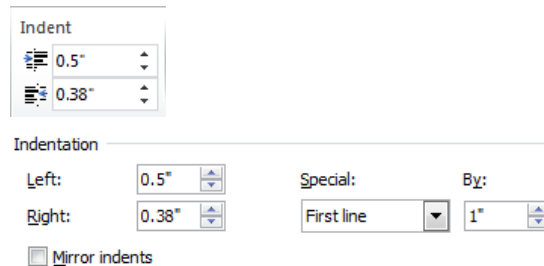 Indent
0.5"
0.38"
Indentation
Left: 0.5" Special: By:
Right: 0.38" First line 1"
Mirror indents